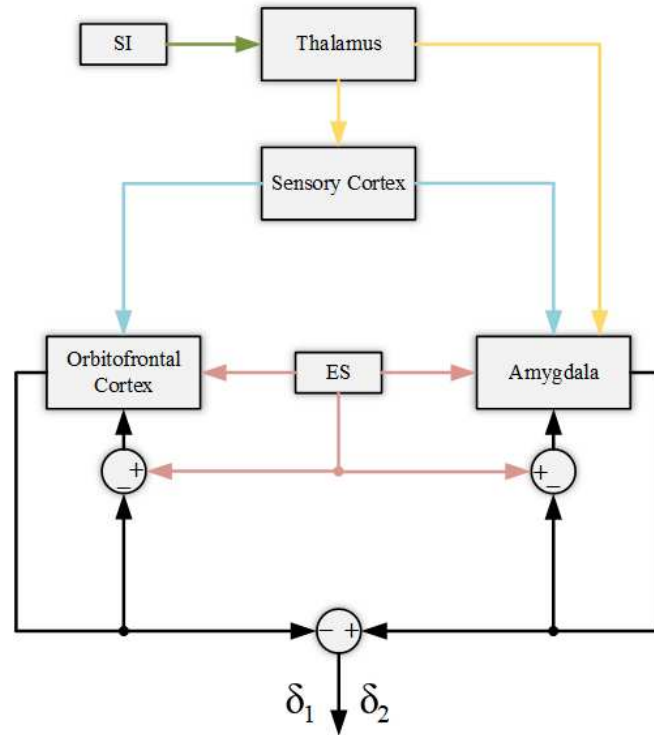 SI
Thalamus
Sensory Cortex
Orbitofrontal
Cortex
ES
Amygdala
+
−
+
−
− +
δ1 δ2